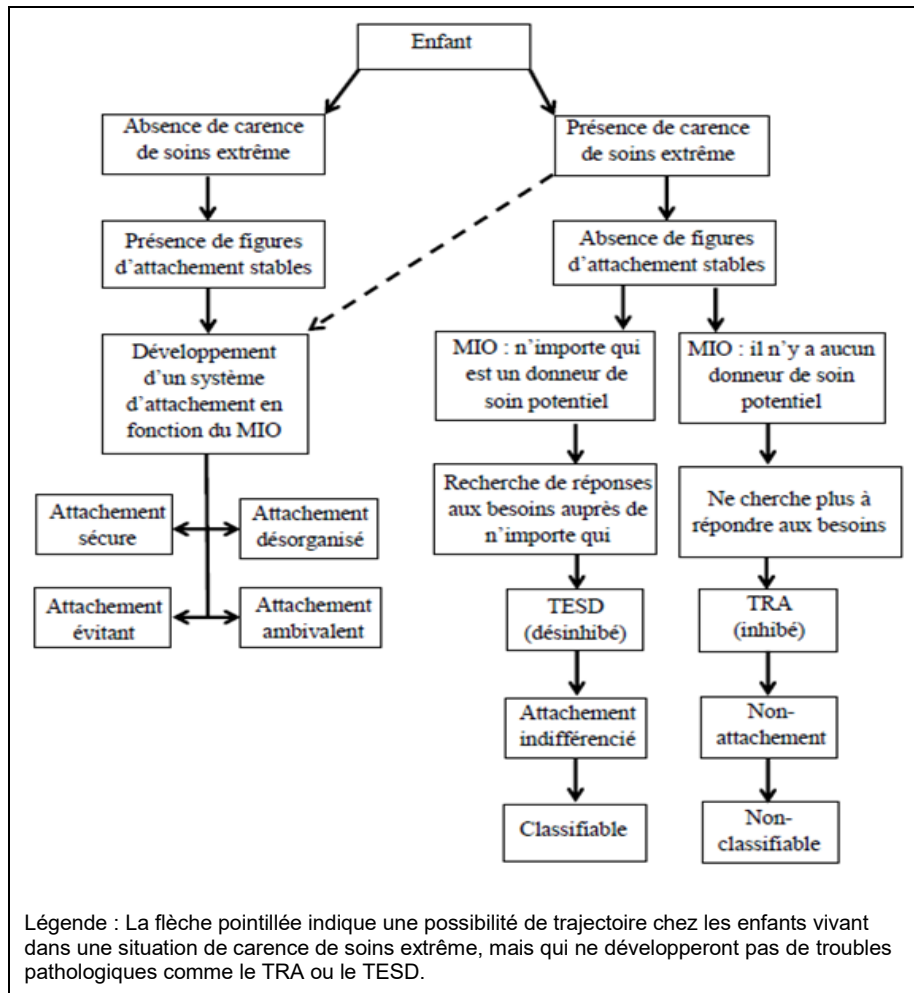 Enfant
Absence de carence
de soins extrême
Présence de carence
de soins extrême
Présence de figures
d'attachement stables
Absence de figures
d'attachement stables
Développement
d'un système
d'attachement en
fonction du MIO
MIO : n'importe qui
est un donneur de
soin potentiel
MIO : il n'y a aucun
donneur de soin
potentiel
Recherche de réponses
aux besoins auprès de
n'importe qui
Ne cherche plus à
répondre aux besoins
Attachement
sécure
Attachement
désorganisé
Attachement
évitant
Attachement
ambivalent
TESD
(désinhibé)
TRA
(inhibé)
Attachement
indifférencié
Non-
attachement
Classifiable
Non-
classifiable
Légende : La flèche pointillée indique une possibilité de trajectoire chez les enfants vivant
dans une situation de carence de soins extrême, mais qui ne développeront pas de troubles
pathologiques comme le TRA ou le TESD.